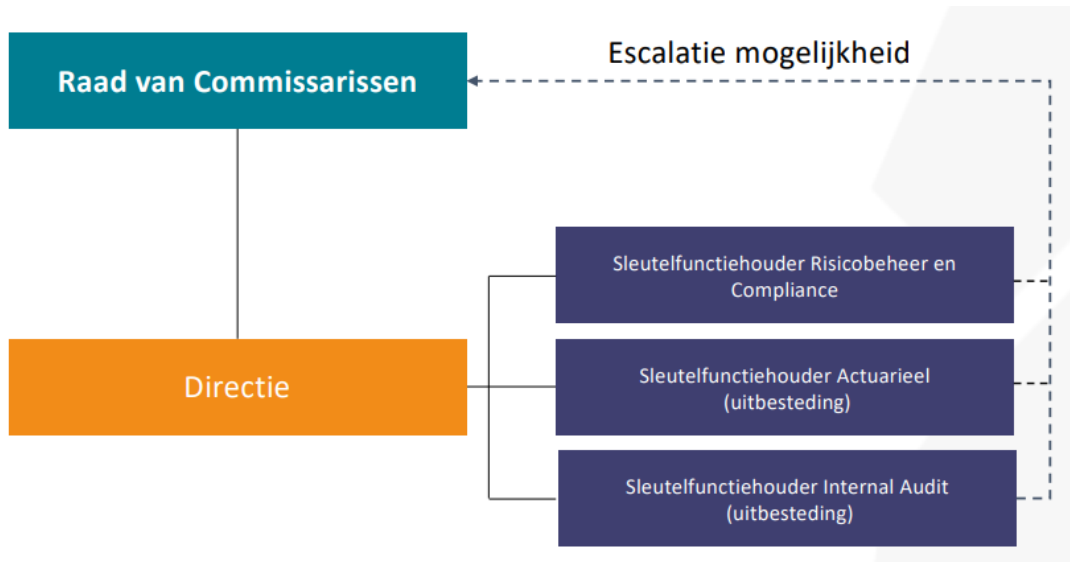 Escalatie mogelijkheid
Raad van Commissarissen
Sleutelfunctiehouder Risicobeheer en
Compliance
Directie
Sleutelfunctiehouder Actuarieel
(uitbesteding)
Sleutelfunctiehouder Internal Audit
(uitbesteding)